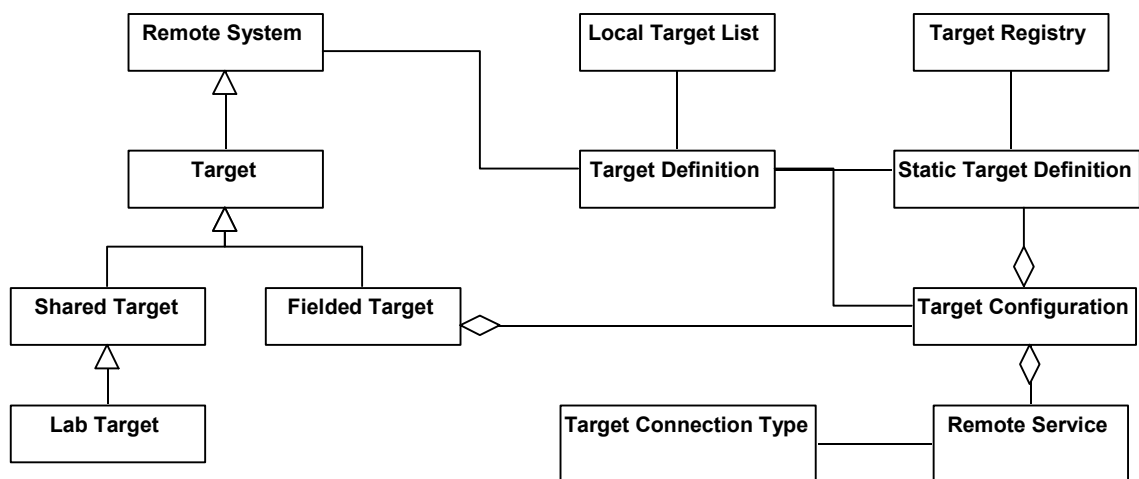 Remote System
Local Target List
Target Registry
Target
Target Definition
Static Target Definition
Shared Target
Fielded Target
Target Configuration
Lab Target
Target Connection Type
Remote Service